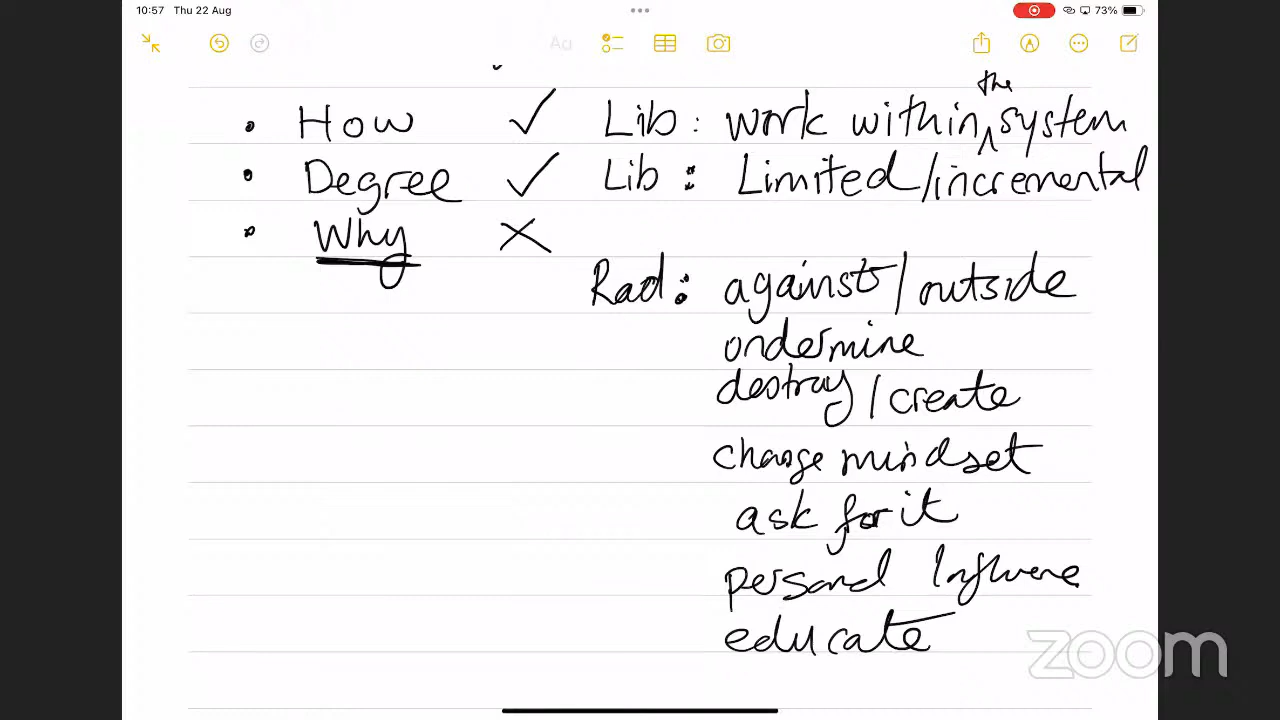 10:57 Thu 22 Aug
73%
Aa
• How ✓ Lib: work within the system
• Degree ✓ Lib: Limited/incremental
• Why ✗
Rad: against/outside
undermine
destroy/create
change mindset
ask for it
personal Influence
educate
zoom